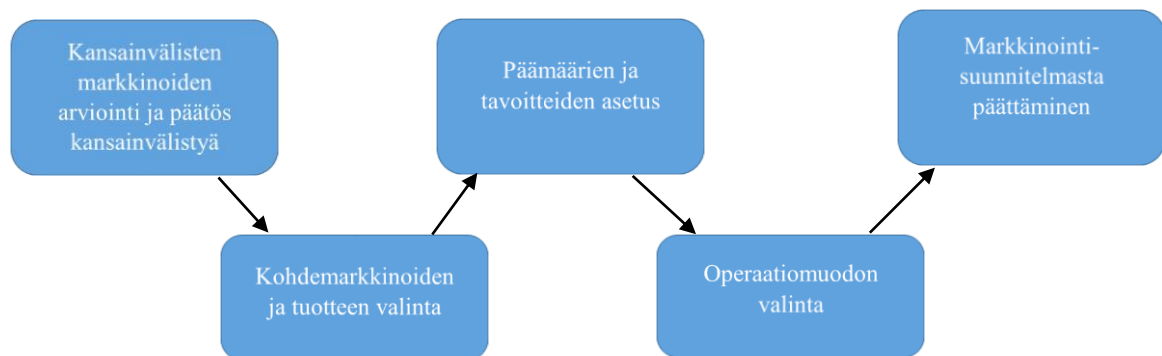 Kansainvälisten
markkinoiden
arviointi ja päätös
kansainvälistyä
Kohdemarkkinoiden
ja tuotteen valinta
Päämäärien ja
tavoitteiden asetus
Operaatiomuodon
valinta
Markkinointi-
suunnitelmasta
päättäminen